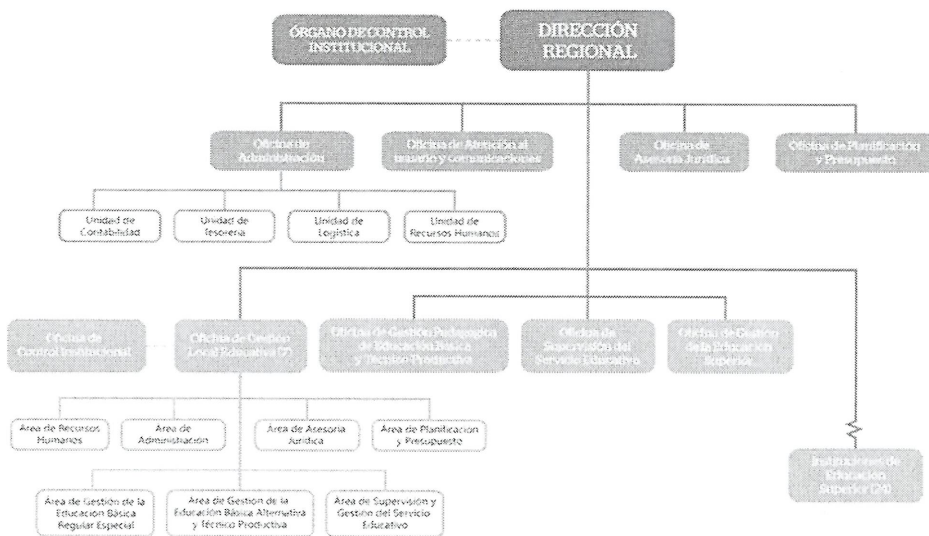 ÓRGANO DE CONTROL
INSTITUCIONAL
DIRECCIÓN
REGIONAL
Oficina de
Administración
Oficina de Atención al
usuario y comunicaciones
Oficina de
Asesoría Jurídica
Oficina de Planificación
y Presupuesto
Unidad de
Contabilidad
Unidad de
Tesorería
Unidad de
Logística
Unidad de
Recursos Humanos
Oficina de
Control Institucional
Oficina de Gestión
Local Educativa (7)
Oficina de Gestión Pedagógica
de Educación Básica
y Técnico Productiva
Oficina de
Supervisión del
Servicio Educativo
Oficina de Gestión
de la Educación
Superior
Área de Recursos
Humanos
Área de
Administración
Área de Asesoría
Jurídica
Área de Planificación
y Presupuesto
Instituciones de
Educación
Superior (24)
Área de Gestión de la
Educación Básica
Regular Especial
Área de Gestión de la
Educación Básica Alternativa
y Técnico Productiva
Área de Supervisión y
Gestión del Servicio
Educativo